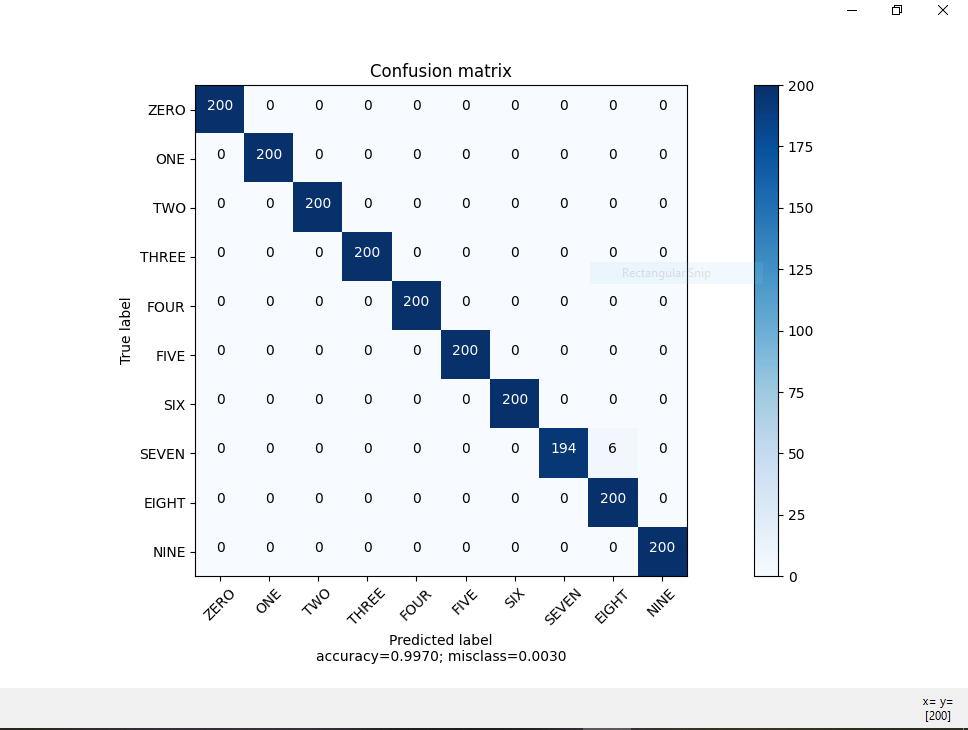 Confusion matrix
ZERO 200 0 0 0 0 0 0 0 0 0
ONE 0 200 0 0 0 0 0 0 0 0
TWO 0 0 200 0 0 0 0 0 0 0
THREE 0 0 0 200 0 0 0 0 0 0
FOUR 0 0 0 0 200 0 0 0 0 0
FIVE 0 0 0 0 0 200 0 0 0 0
SIX 0 0 0 0 0 0 200 0 0 0
SEVEN 0 0 0 0 0 0 0 194 6 0
EIGHT 0 0 0 0 0 0 0 0 200 0
NINE 0 0 0 0 0 0 0 0 0 200
True label
ZERO ONE TWO THREE FOUR FIVE SIX SEVEN EIGHT NINE
Predicted label
accuracy=0.9970; misclass=0.0030
200
175
150
125
100
75
50
25
0
Rectangular Snip
x= y=
[200]